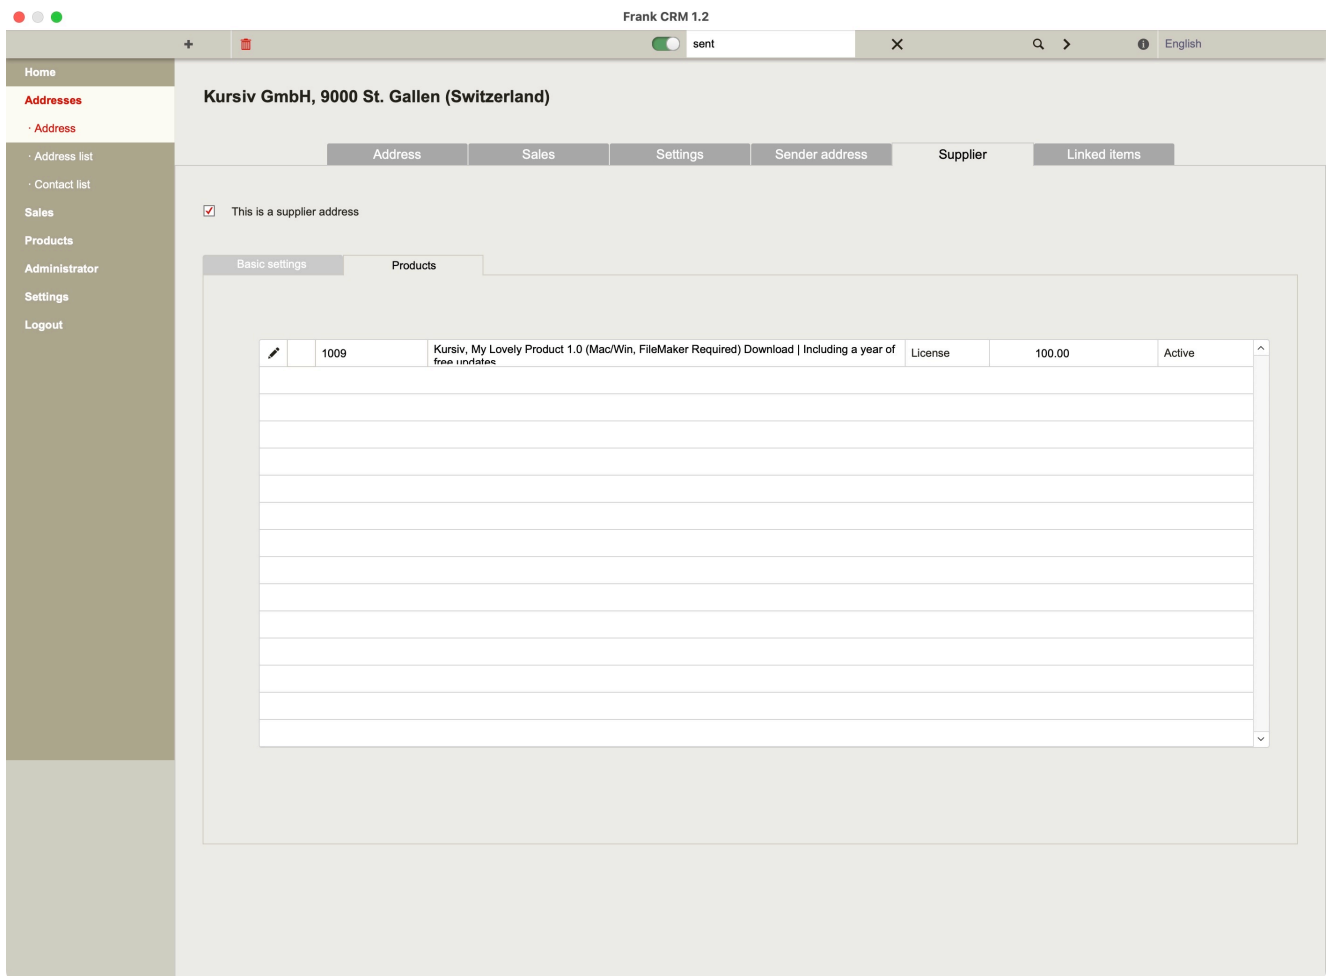 Frank CRM 1.2
sent
English
Home
Addresses
· Address
· Address list
· Contact list
Sales
Products
Administrator
Settings
Logout
Kursiv GmbH, 9000 St. Gallen (Switzerland)
Address Sales Settings Sender address Supplier Linked items
This is a supplier address
Basic settings Products
1009 Kursiv, My Lovely Product 1.0 (Mac/Win, FileMaker Required) Download | Including a year of License 100.00 Active
free updates